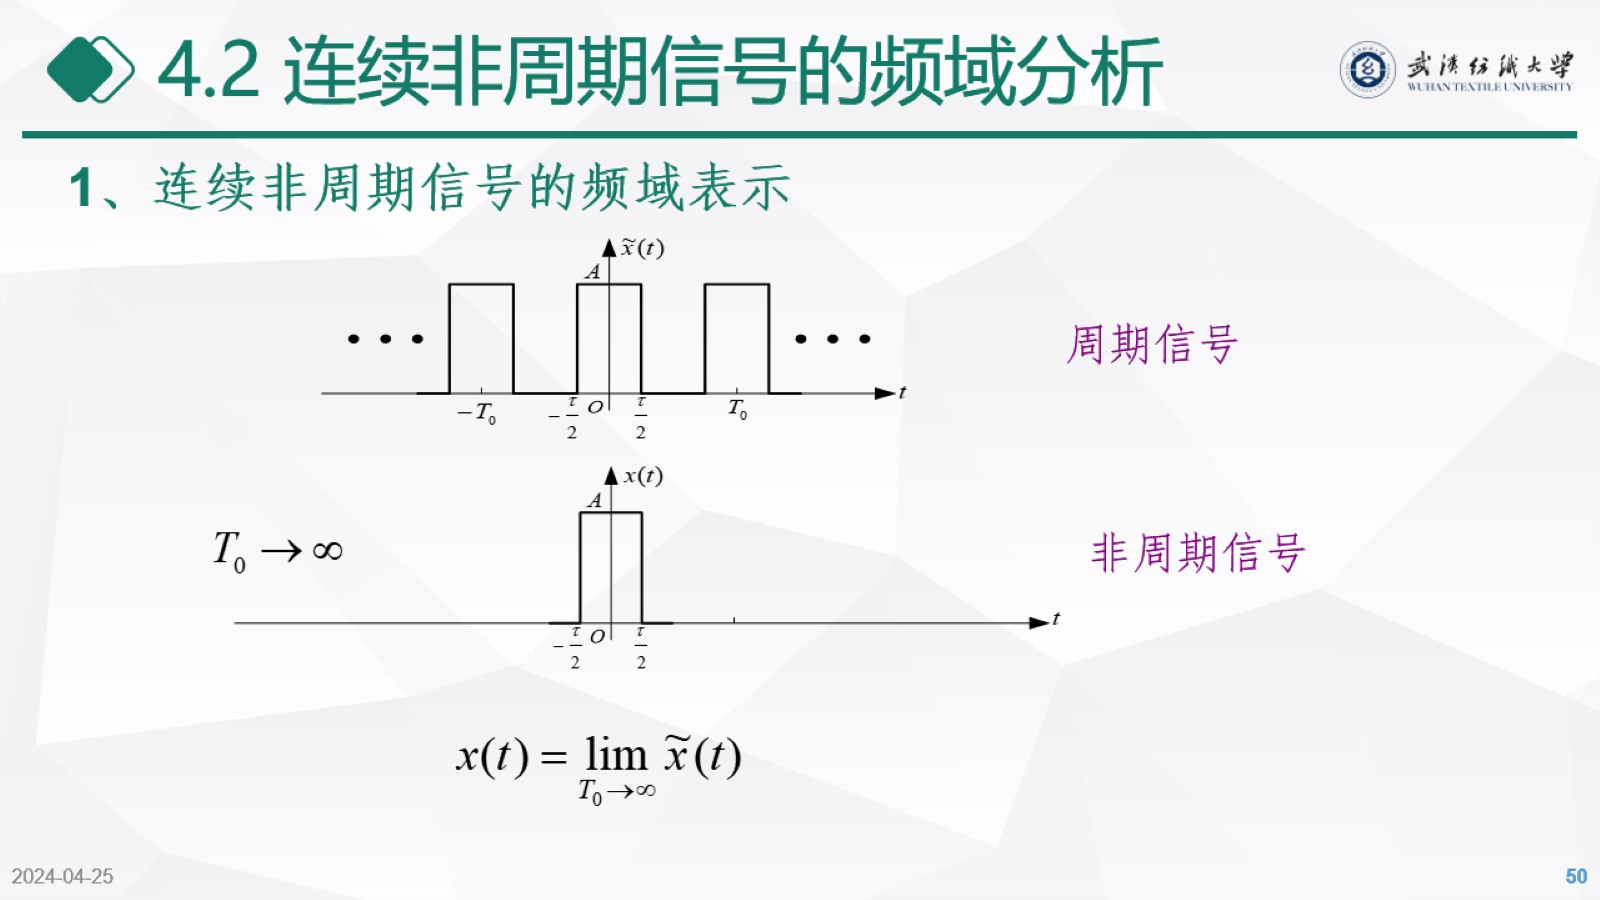 4.2 连续非周期信号的频域分析
武汉纺织大学
WUHAN TEXTILE UNIVERSITY
1、连续非周期信号的频域表示
x̃(t)
A
周期信号
t
−T₀ −τ/2 O τ/2 T₀
x(t)
A
T₀→∞
非周期信号
t
−τ/2 O τ/2
x(t) = lim x̃(t)
T₀→∞
2024-04-25
50